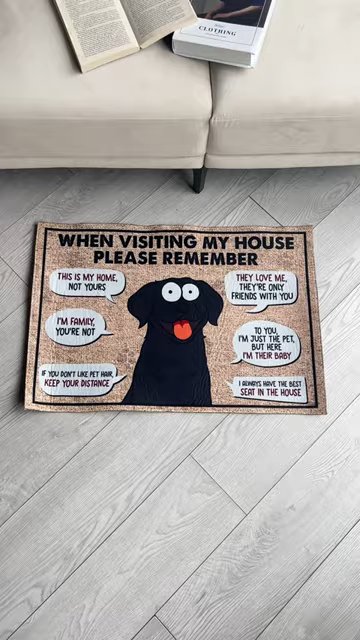 CLOTHING
WHEN VISITING MY HOUSE
PLEASE REMEMBER
THIS IS MY HOME,
NOT YOURS
I'M FAMILY,
YOU'RE NOT
IF YOU DON'T LIKE PET HAIR,
KEEP YOUR DISTANCE
THEY LOVE ME,
THEY'RE ONLY
FRIENDS WITH YOU
TO YOU,
I'M JUST THE PET,
BUT HERE
I'M THEIR BABY
I ALWAYS HAVE THE BEST
SEAT IN THE HOUSE